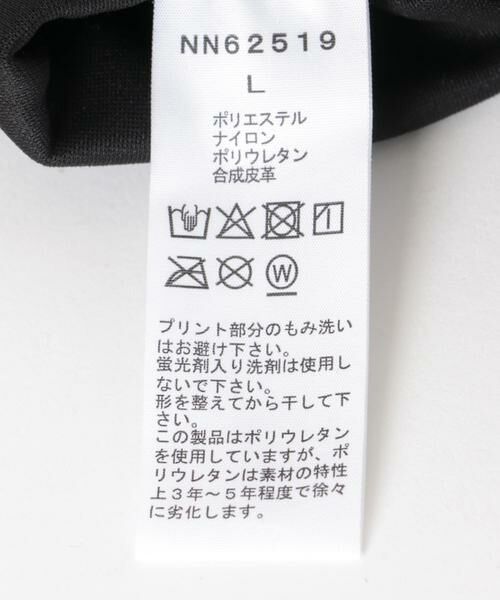 NN62519
L
ポリエステル
ナイロン
ポリウレタン
合成皮革
W
プリント部分のもみ洗い
はお避け下さい。
蛍光剤入り洗剤は使用し
ないで下さい。
形を整えてから干して下
さい。
この製品はポリウレタン
を使用していますが、ポ
リウレタンは素材の特性
上3年〜5年程度で徐々
に劣化します。